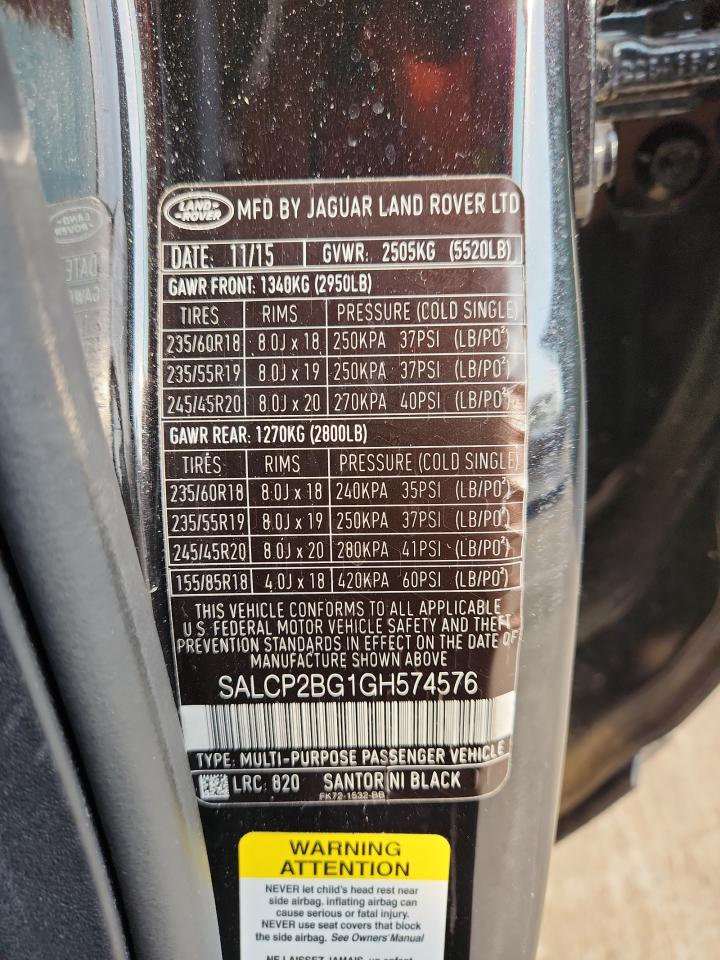 LAND
ROVER
MFD BY JAGUAR LAND ROVER LTD
DATE: 11/15 GVWR: 2505KG (5520LB)
GAWR FRONT: 1340KG (2950LB)
TIRES RIMS PRESSURE (COLD SINGLE)
235/60R18 8.0J x 18 250KPA 37PSI (LB/PO²)
235/55R19 8.0J x 19 250KPA 37PSI (LB/PO²)
245/45R20 8.0J x 20 270KPA 40PSI (LB/PO²)
GAWR REAR: 1270KG (2800LB)
TIRES RIMS PRESSURE (COLD SINGLE)
235/60R18 8.0J x 18 240KPA 35PSI (LB/PO²)
235/55R19 8.0J x 19 250KPA 37PSI (LB/PO²)
245/45R20 8.0J x 20 280KPA 41PSI (LB/PO²)
155/85R18 4.0J x 18 420KPA 60PSI (LB/PO²)
THIS VEHICLE CONFORMS TO ALL APPLICABLE
U.S. FEDERAL MOTOR VEHICLE SAFETY AND THEFT
PREVENTION STANDARDS IN EFFECT ON THE DATE OF
MANUFACTURE SHOWN ABOVE
SALCP2BG1GH574576
TYPE: MULTI-PURPOSE PASSENGER VEHICLE
LRC: 820 SANTORINI BLACK
FK72-1532-BB
WARNING
ATTENTION
NEVER let child's head rest near
side airbag. inflating airbag can
cause serious or fatal injury.
NEVER use seat covers that block
the side airbag. See Owners Manual
NE LAISSEZ JAMAIS, un enfant